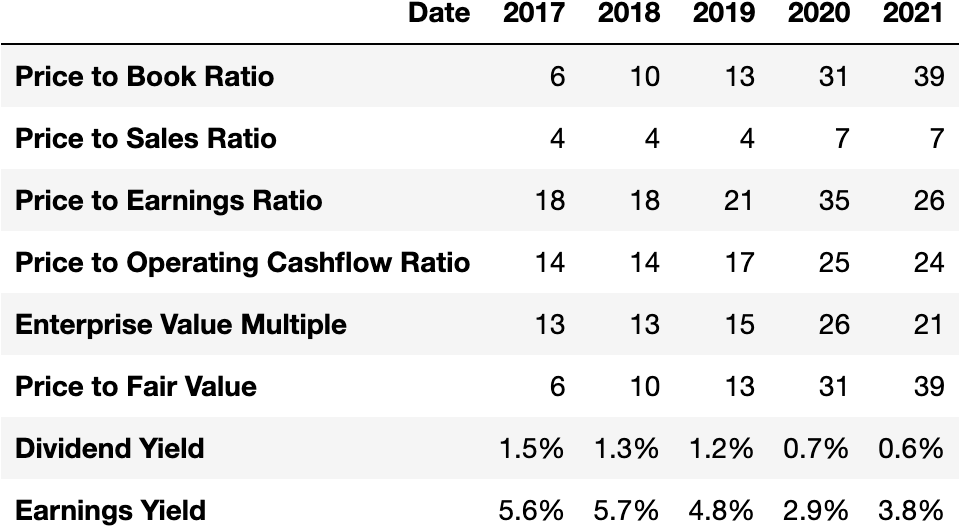 Date 2017 2018 2019 2020 2021
Price to Book Ratio 6 10 13 31 39
Price to Sales Ratio 4 4 4 7 7
Price to Earnings Ratio 18 18 21 35 26
Price to Operating Cashflow Ratio 14 14 17 25 24
Enterprise Value Multiple 13 13 15 26 21
Price to Fair Value 6 10 13 31 39
Dividend Yield 1.5% 1.3% 1.2% 0.7% 0.6%
Earnings Yield 5.6% 5.7% 4.8% 2.9% 3.8%